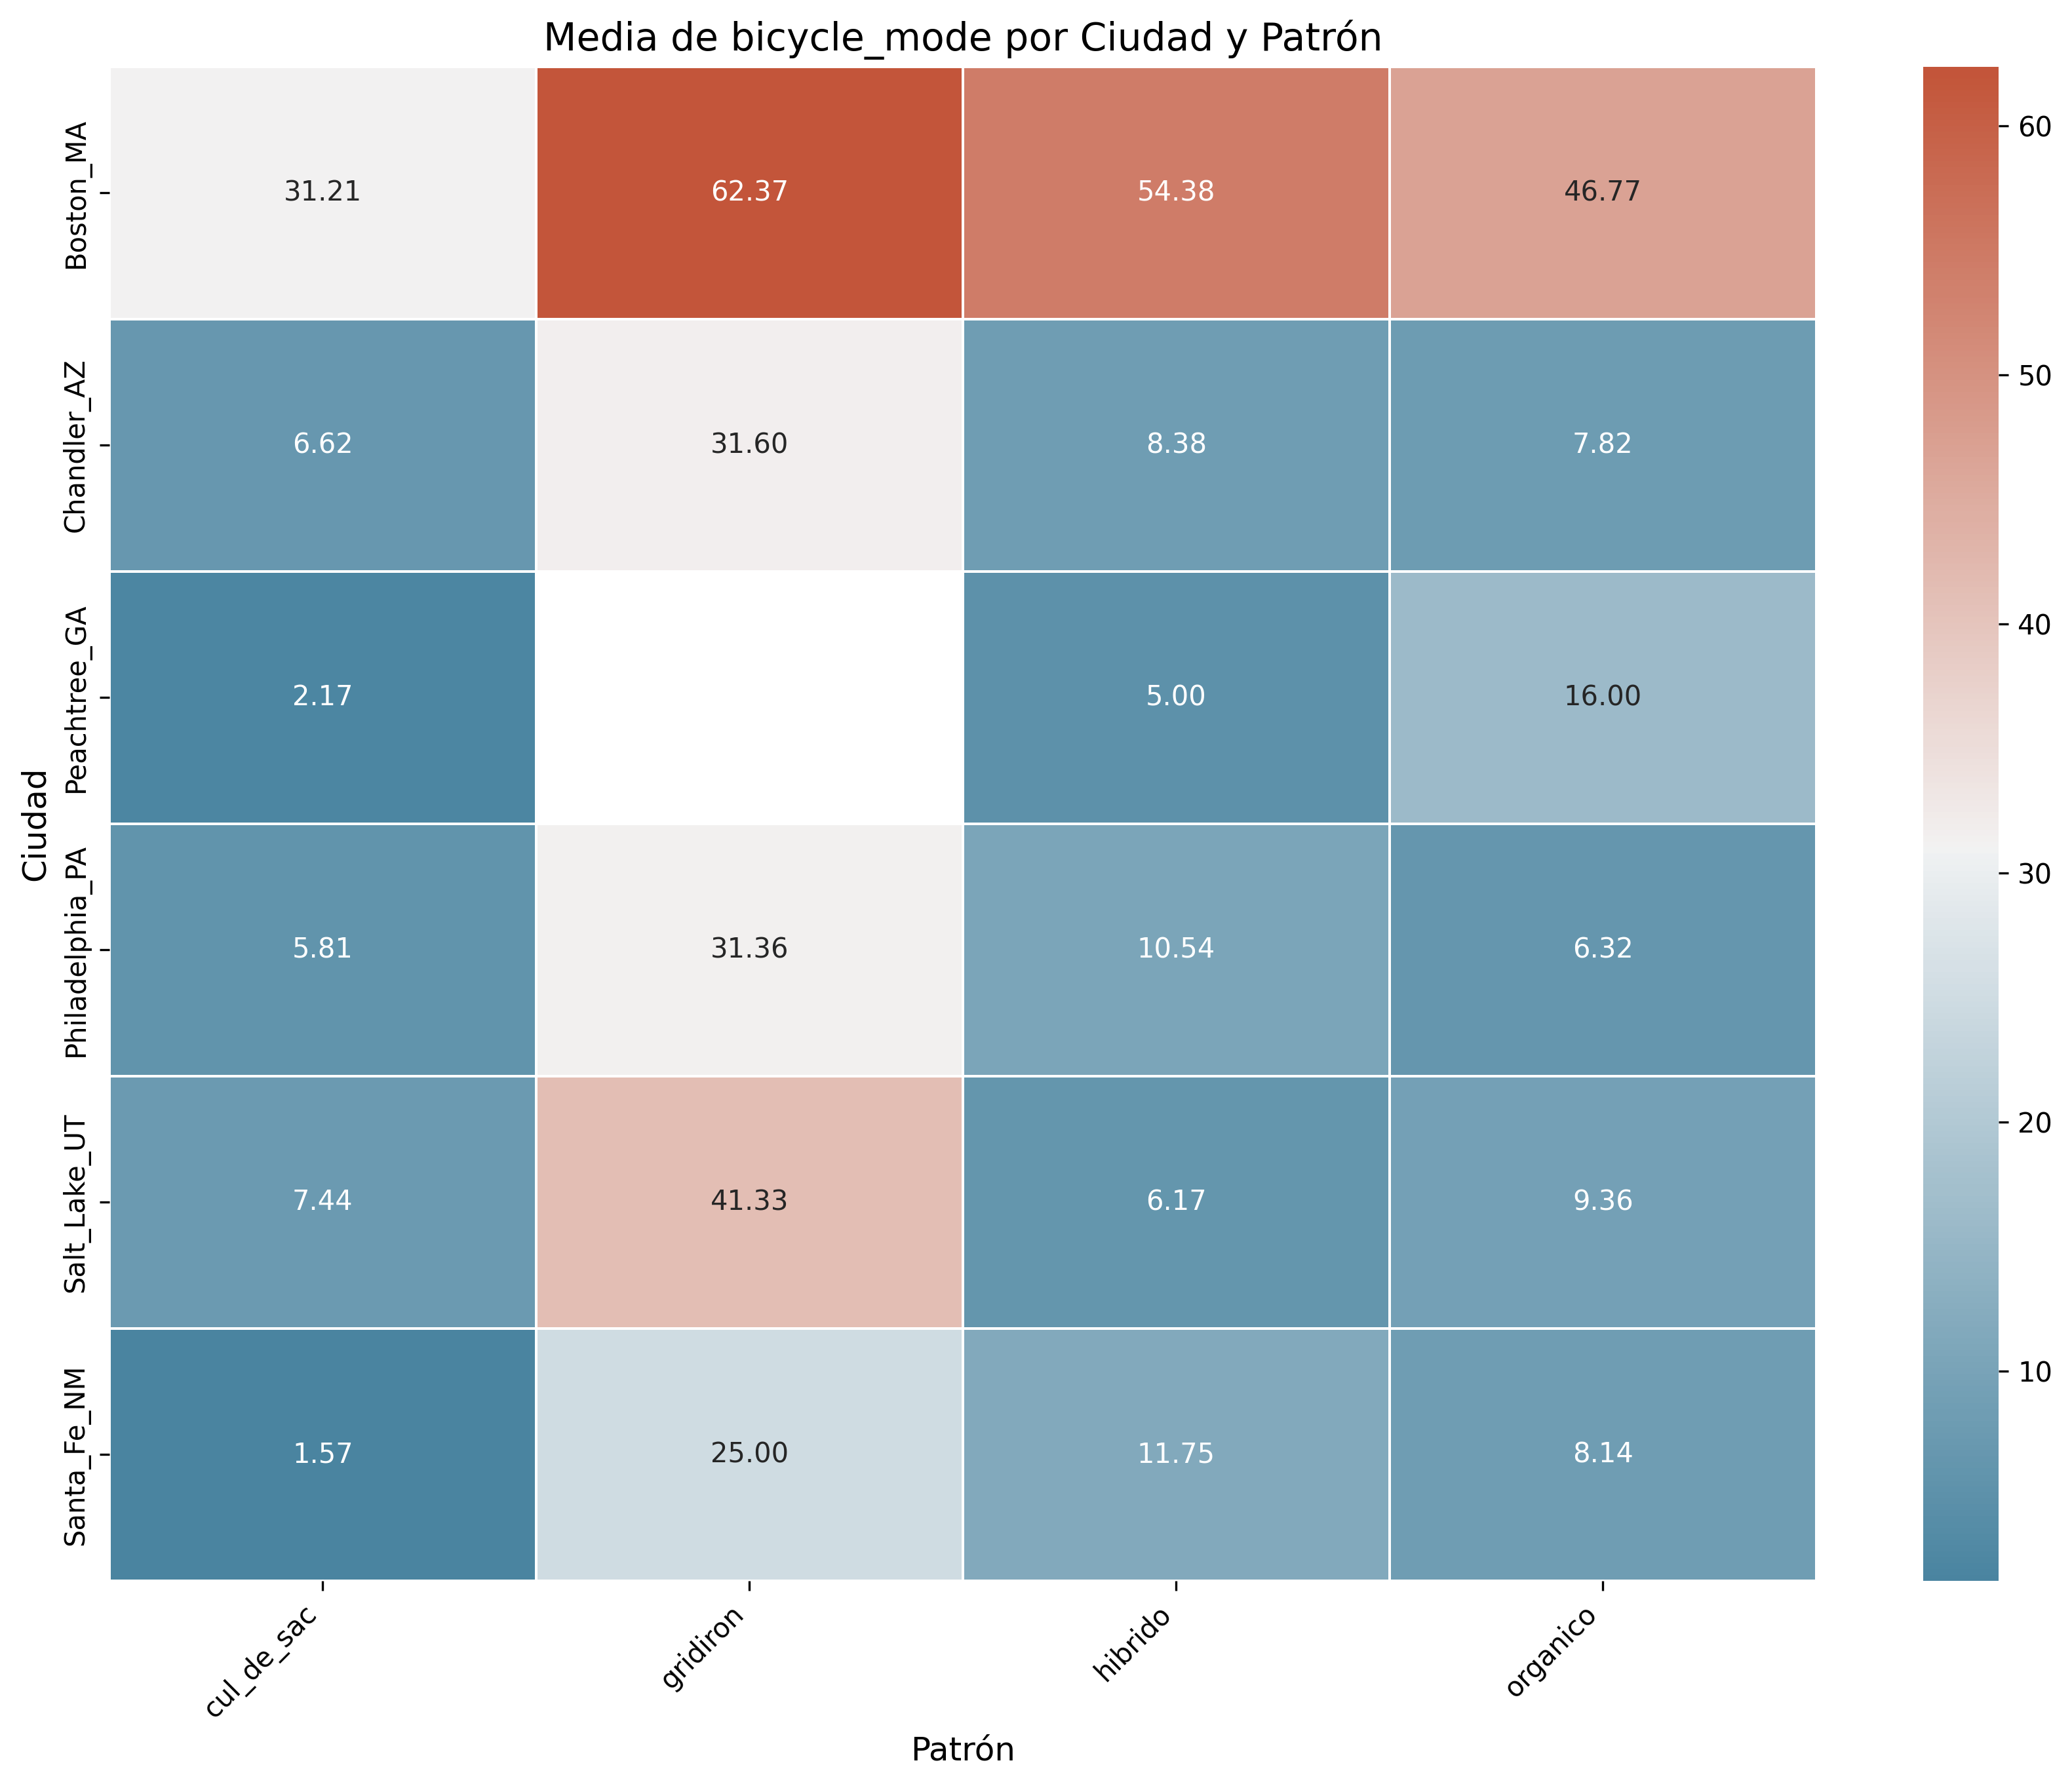 Media de bicycle_mode por Ciudad y Patrón
Ciudad
Boston_MA
31.21 62.37 54.38 46.77
Chandler_AZ
6.62 31.60 8.38 7.82
Peachtree_GA
2.17 5.00 16.00
Philadelphia_PA
5.81 31.36 10.54 6.32
Salt_Lake_UT
7.44 41.33 6.17 9.36
Santa_Fe_NM
1.57 25.00 11.75 8.14
cul_de_sac gridiron hibrido organico
Patrón
60
50
40
30
20
10